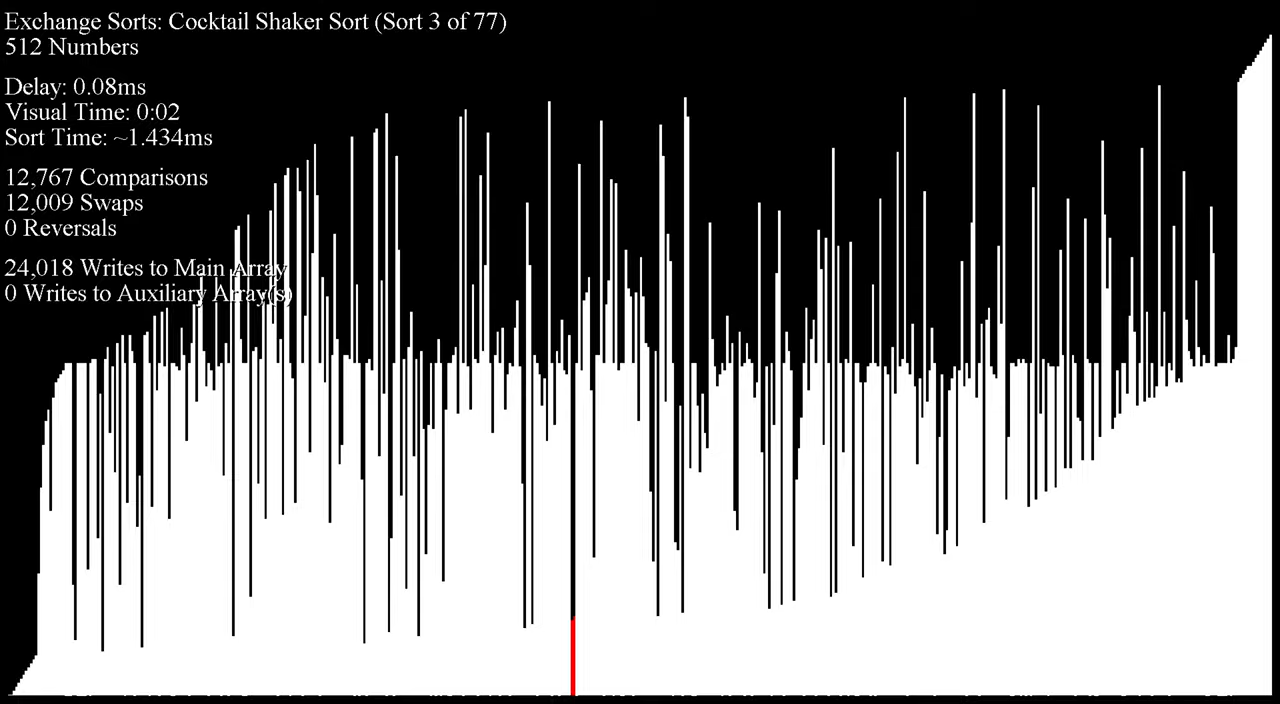 Exchange Sorts: Cocktail Shaker Sort (Sort 3 of 77)
512 Numbers
Delay: 0.08ms
Visual Time: 0:02
Sort Time: ~1.434ms
12,767 Comparisons
12,009 Swaps
0 Reversals
24,018 Writes to Main Array
0 Writes to Auxiliary Array(s)